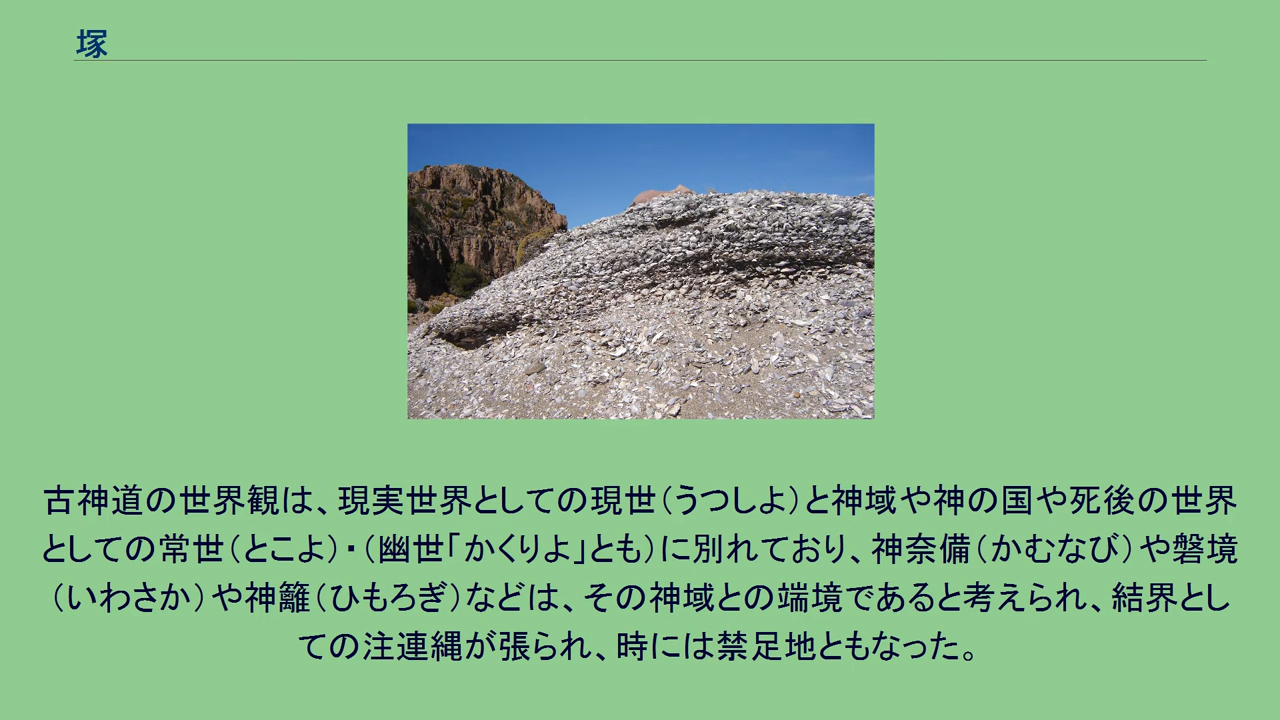 塚
古神道の世界観は、現実世界としての現世（うつしよ）と神域や神の国や死後の世界
としての常世（とこよ）・（幽世「かくりよ」とも）に別れており、神奈備（かむなび）や磐境
（いわさか）や神籬（ひもろぎ）などは、その神域との端境であると考えられ、結界とし
ての注連縄が張られ、時には禁足地ともなった。